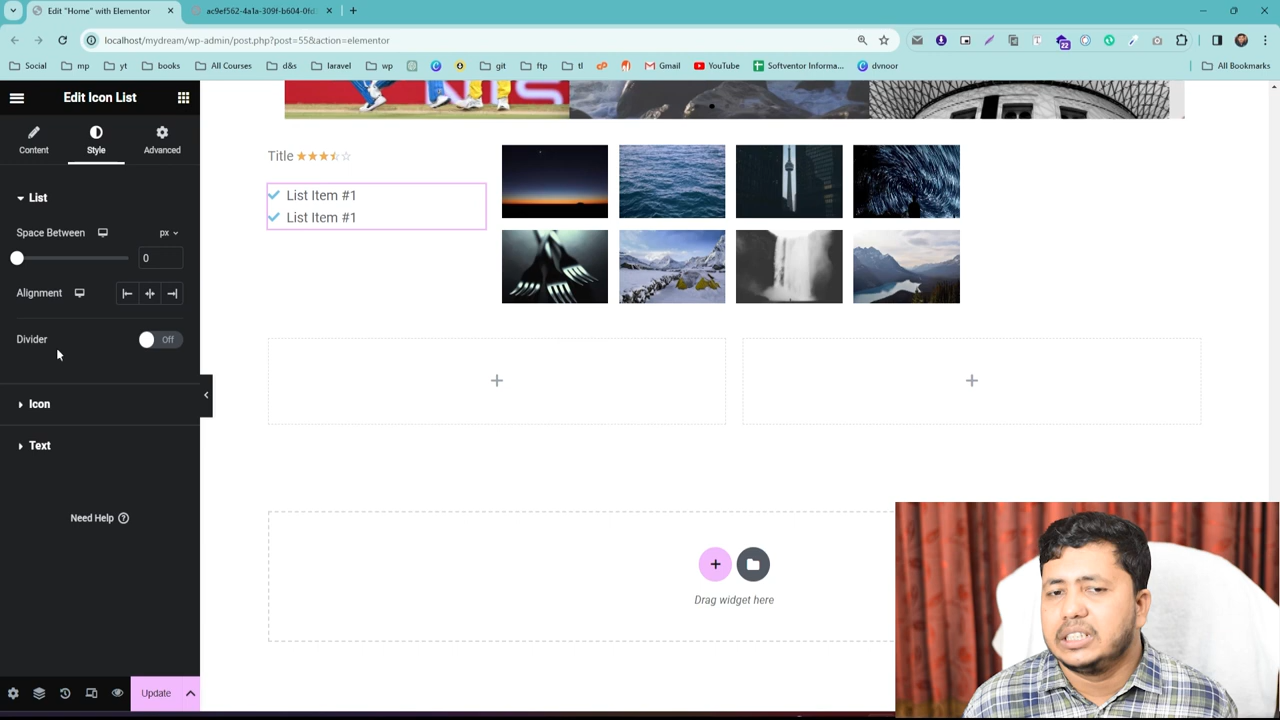 Edit "Home" with Elementor
ac9ef562-4a1a-309f-b604-0fd
localhost/mydream/wp-admin/post.php?post=55&action=elementor
22
Social
mp
yt
books
All Courses
d&s
laravel
wp
git
ftp
tl
Gmail
YouTube
Softventor Informa...
dvnoor
All Bookmarks
Edit Icon List
Content
Style
Advanced
List
Space Between
px
0
Alignment
Divider
Off
Icon
Text
Need Help
Update
Title
List Item #1
List Item #1
Drag widget here